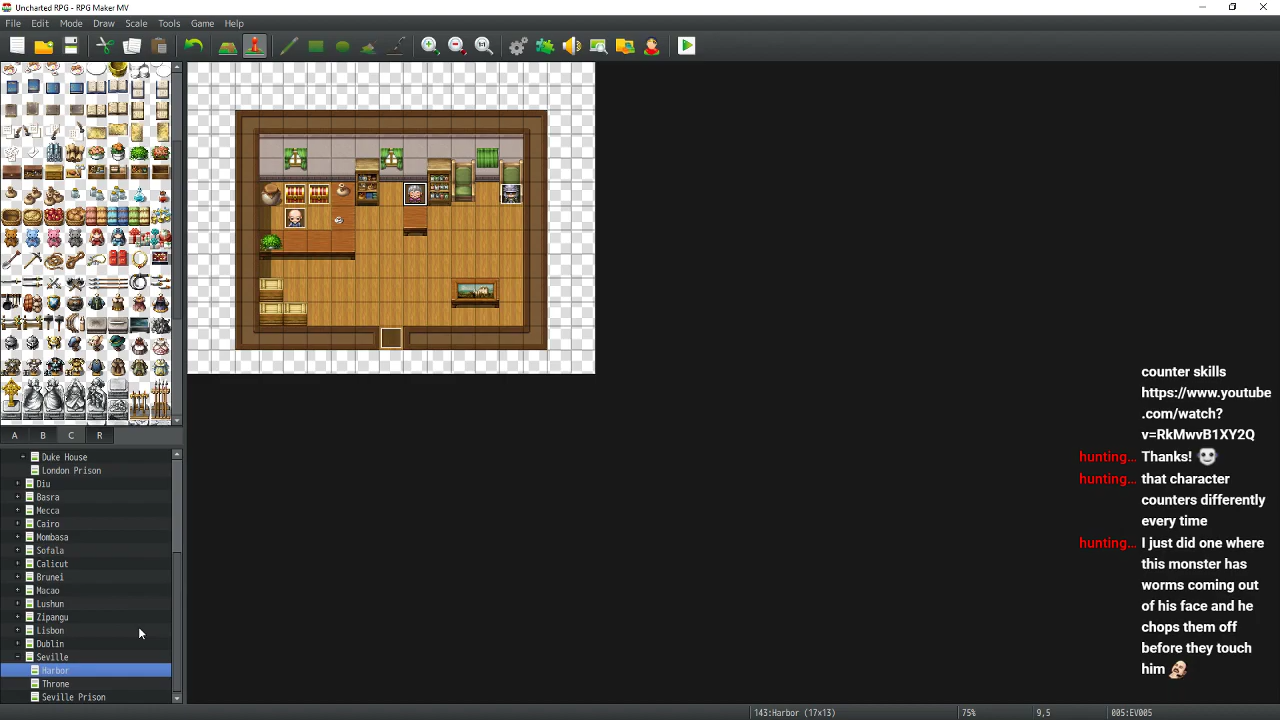 Uncharted RPG - RPG Maker MV
File Edit Mode Draw Scale Tools Game Help
1:1
A B C R
Duke House
London Prison
Diu
Basra
Mecca
Cairo
Mombasa
Sofala
Calicut
Brunei
Macao
Lushun
Zipangu
Lisbon
Dublin
Seville
Harbor
Throne
Seville Prison
counter skills
https://www.youtube
.com/watch?
v=RkMwvB1XY2Q
hunting... Thanks!
hunting... that character
counters differently
every time
hunting... I just did one where
this monster has
worms coming out
of his face and he
chops them off
before they touch
him
143:Harbor (17x13) 75% 9,5 005:EV005